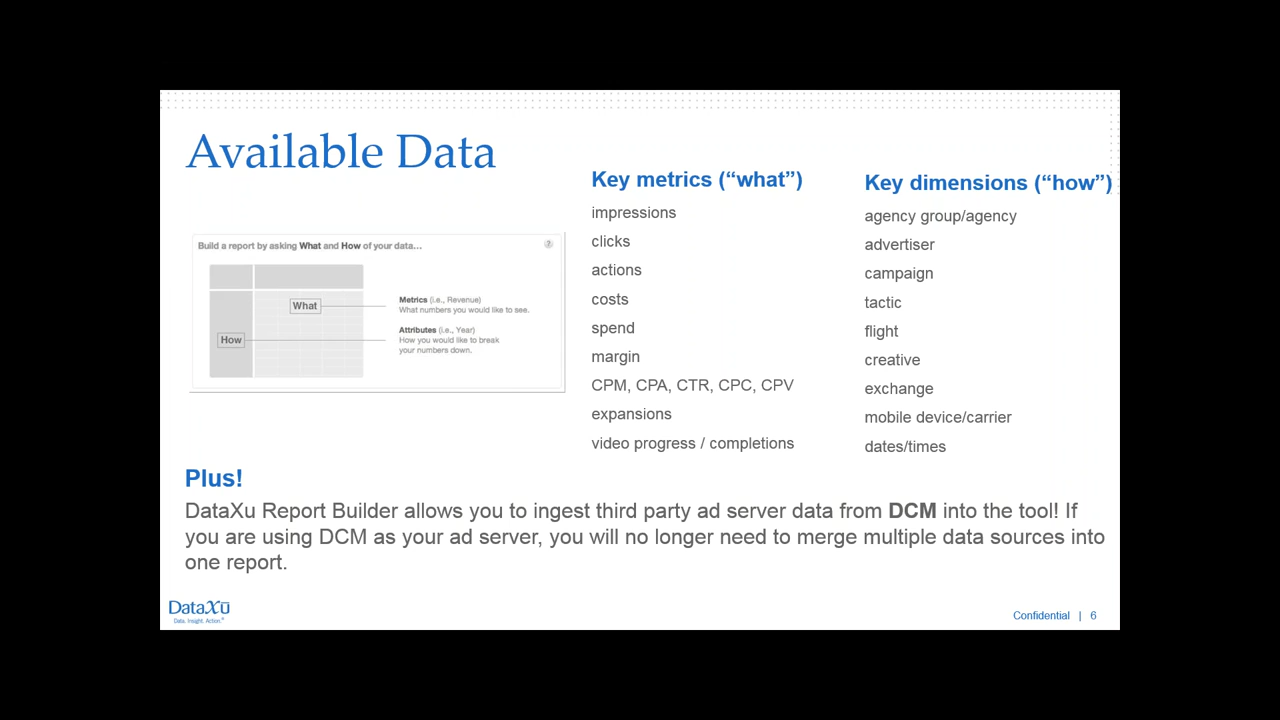 Available Data
Build a report by asking What and How of your data...
?
What
How
Metrics (i.e., Revenue)
What numbers you would like to see.
Attributes (i.e., Year)
How you would like to break
your numbers down.
Key metrics (“what”)
impressions
clicks
actions
costs
spend
margin
CPM, CPA, CTR, CPC, CPV
expansions
video progress / completions
Key dimensions (“how”)
agency group/agency
advertiser
campaign
tactic
flight
creative
exchange
mobile device/carrier
dates/times
Plus!
DataXu Report Builder allows you to ingest third party ad server data from DCM into the tool! If
you are using DCM as your ad server, you will no longer need to merge multiple data sources into
one report.
DataXū
Data. Insight. Action.®
Confidential | 6